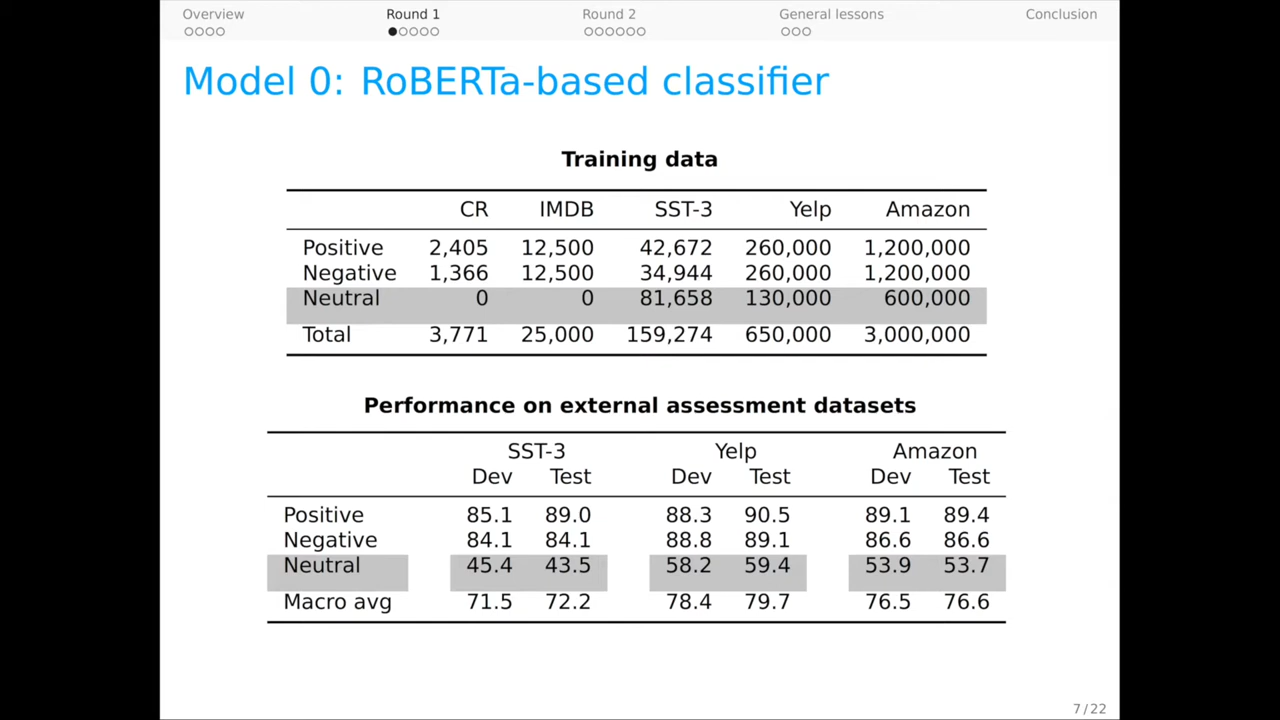 Overview Round 1 Round 2 General lessons Conclusion
Model 0: RoBERTa-based classifier
Training data
CR IMDB SST-3 Yelp Amazon
Positive 2,405 12,500 42,672 260,000 1,200,000
Negative 1,366 12,500 34,944 260,000 1,200,000
Neutral 0 0 81,658 130,000 600,000
Total 3,771 25,000 159,274 650,000 3,000,000
Performance on external assessment datasets
SST-3 Yelp Amazon
Dev Test Dev Test Dev Test
Positive 85.1 89.0 88.3 90.5 89.1 89.4
Negative 84.1 84.1 88.8 89.1 86.6 86.6
Neutral 45.4 43.5 58.2 59.4 53.9 53.7
Macro avg 71.5 72.2 78.4 79.7 76.5 76.6
7 / 22